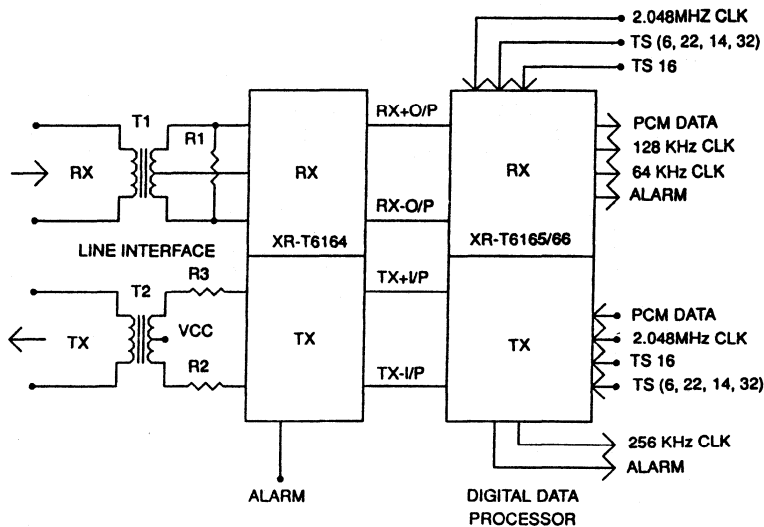 2.048MHZ CLK
TS (6, 22, 14, 32)
TS 16
T1
R1
RX+O/P
PCM DATA
128 KHz CLK
RX
RX
RX
64 KHz CLK
ALARM
RX-O/P
LINE INTERFACE
XR-T6164
XR-T6165/66
R3
T2
TX+I/P
PCM DATA
VCC
TX
TX
TX
2.048MHz CLK
TS 16
R2
TX-I/P
TS (6, 22, 14, 32)
256 KHz CLK
ALARM
ALARM
DIGITAL DATA
PROCESSOR